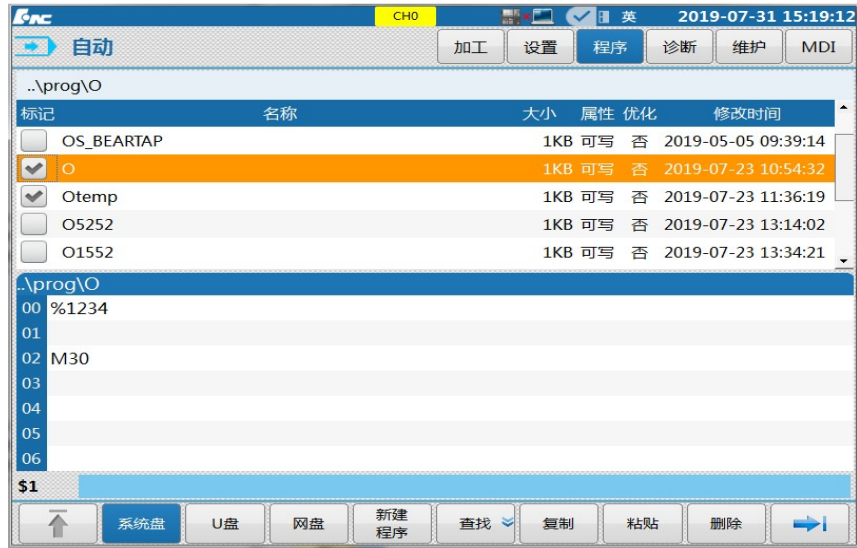 HNC CH0 英 2019-07-31 15:19:12
自动 加工 设置 程序 诊断 维护 MDI
..\prog\O
标记 名称 大小 属性 优化 修改时间
OS_BEARTAP 1KB 可写 否 2019-05-05 09:39:14
O 1KB 可写 否 2019-07-23 10:54:32
Otemp 1KB 可写 否 2019-07-23 11:36:19
O5252 1KB 可写 否 2019-07-23 13:14:02
O1552 1KB 可写 否 2019-07-23 13:34:21
..\prog\O
00 %1234
01
02 M30
03
04
05
06
$1
系统盘 U盘 网盘 新建程序 查找 复制 粘贴 删除